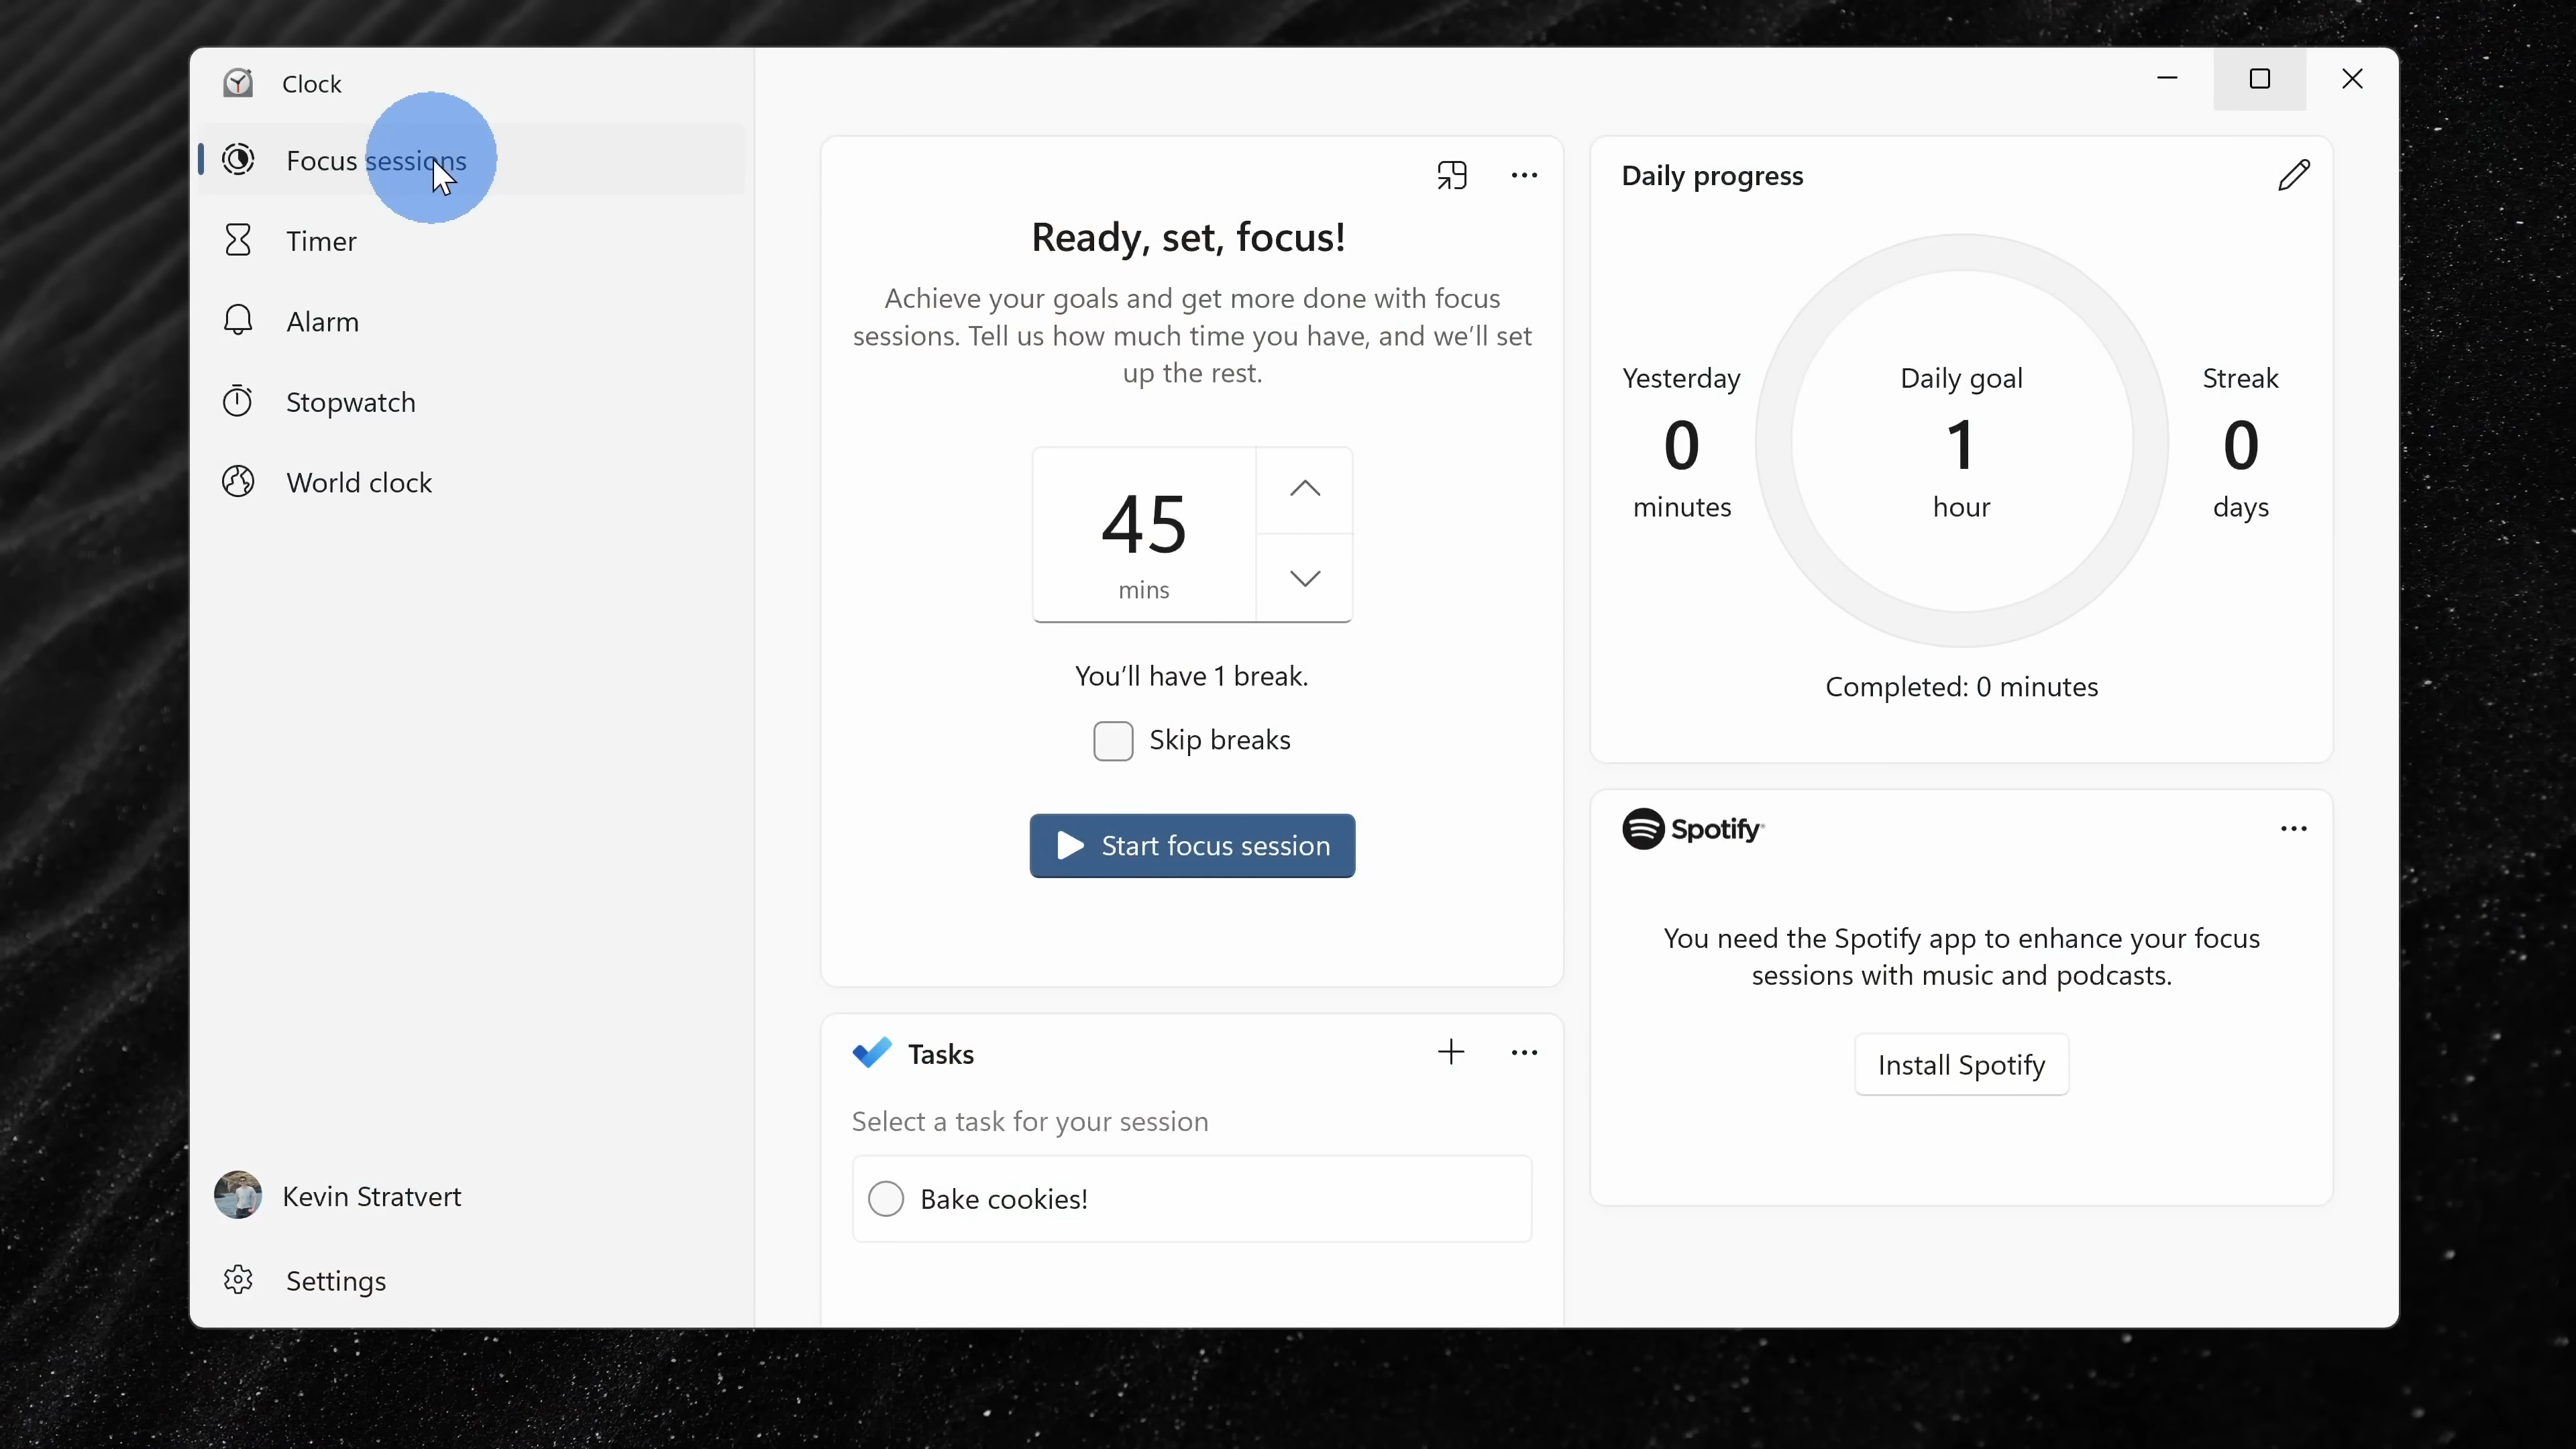 Clock
Focus sessions
Timer
Alarm
Stopwatch
World clock
Kevin Stratvert
Settings
Ready, set, focus!
Achieve your goals and get more done with focus
sessions. Tell us how much time you have, and we'll set
up the rest.
45
mins
You'll have 1 break.
Skip breaks
Start focus session
Tasks
Select a task for your session
Bake cookies!
Daily progress
Yesterday
0
minutes
Daily goal
1
hour
Streak
0
days
Completed: 0 minutes
Spotify
You need the Spotify app to enhance your focus
sessions with music and podcasts.
Install Spotify